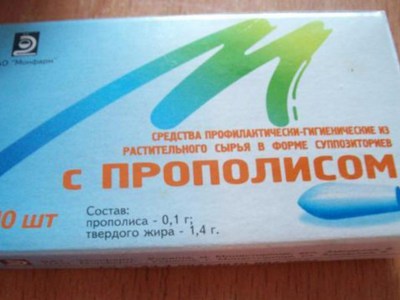 АО "Монфарм"
СРЕДСТВА ПРОФИЛАКТИЧЕСКИ-ГИГИЕНИЧЕСКИЕ ИЗ
РАСТИТЕЛЬНОГО СЫРЬЯ В ФОРМЕ СУППОЗИТОРИЕВ
С ПРОПОЛИСОМ
10 шт
Состав:
прополиса - 0,1 г;
твердого жира - 1,4 г.